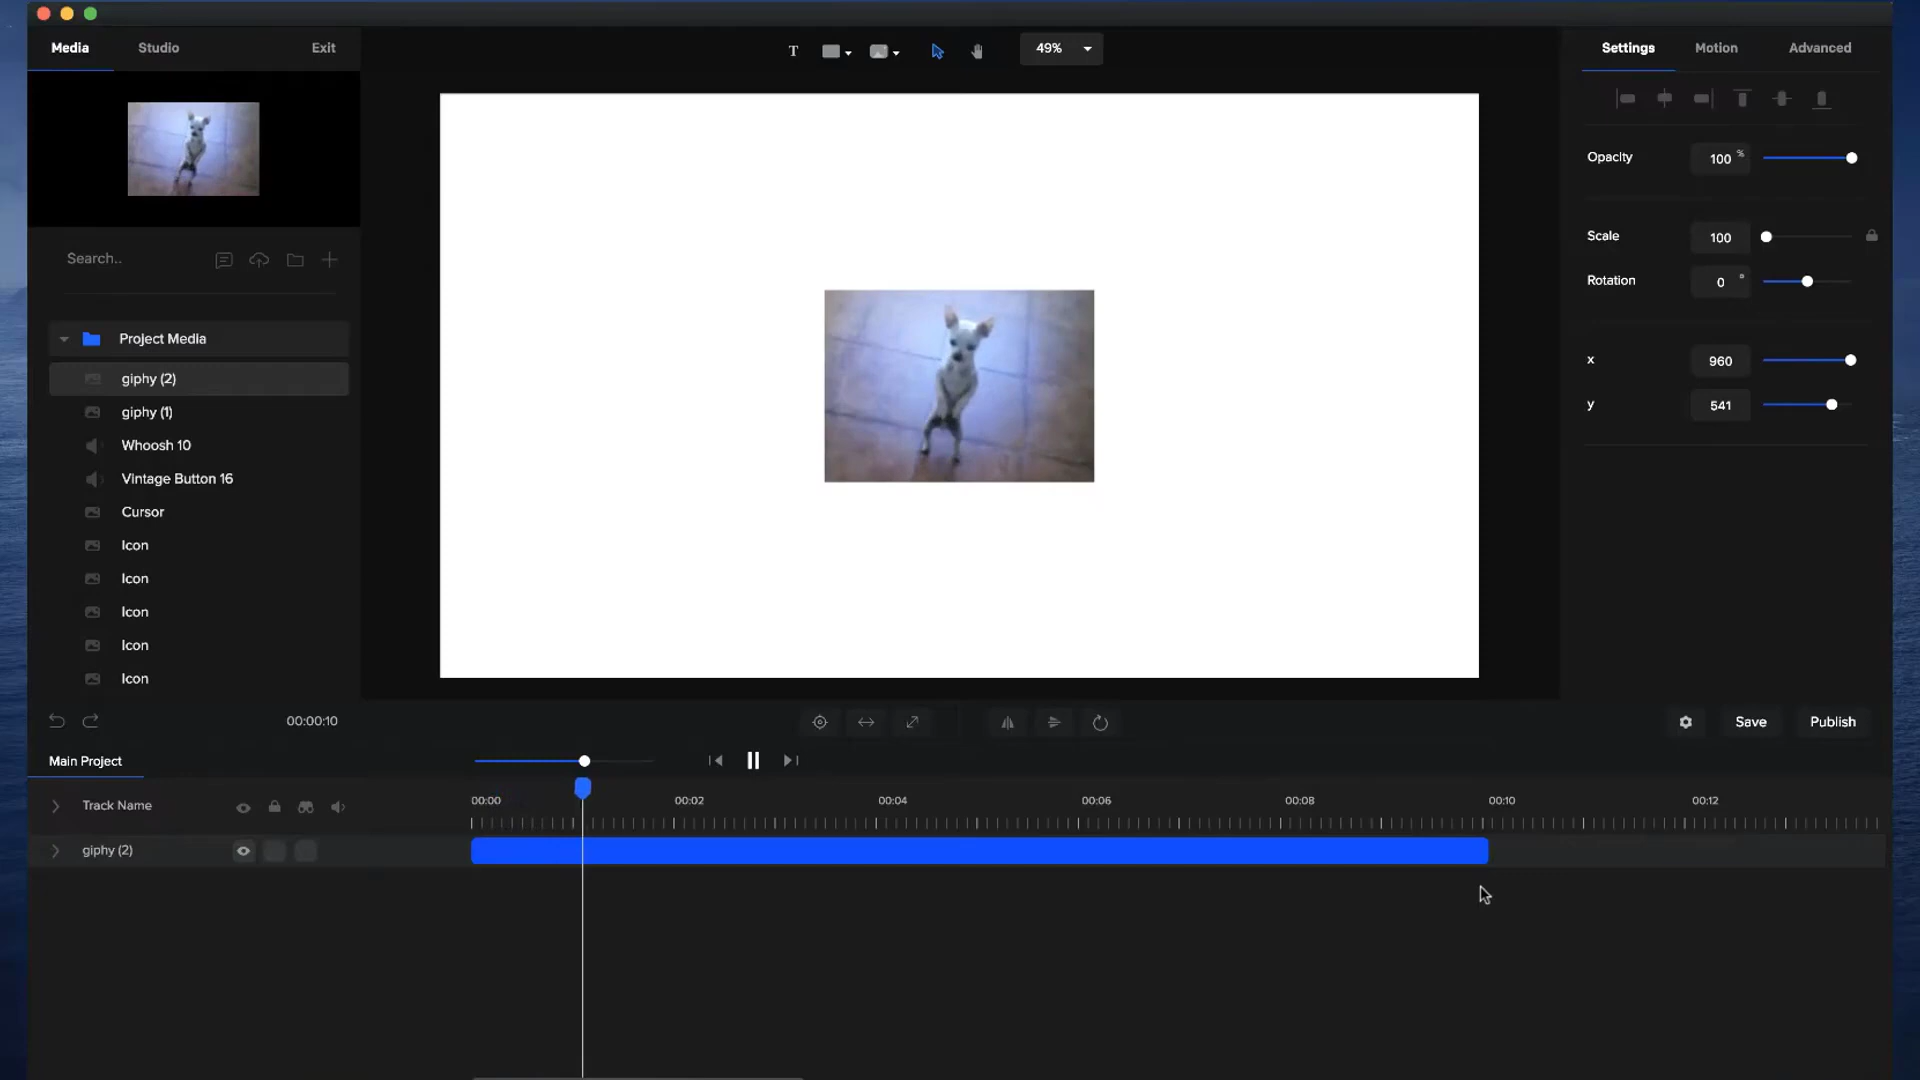 Media Studio Exit
T 49%
Settings Motion Advanced
Opacity 100 %
Scale 100
Rotation 0 °
x 960
y 541
Search..
Project Media
giphy (2)
giphy (1)
Whoosh 10
Vintage Button 16
Cursor
Icon
Icon
Icon
Icon
Icon
00:00:10
Save Publish
Main Project
Track Name
00:00 00:02 00:04 00:06 00:08 00:10 00:12
giphy (2)